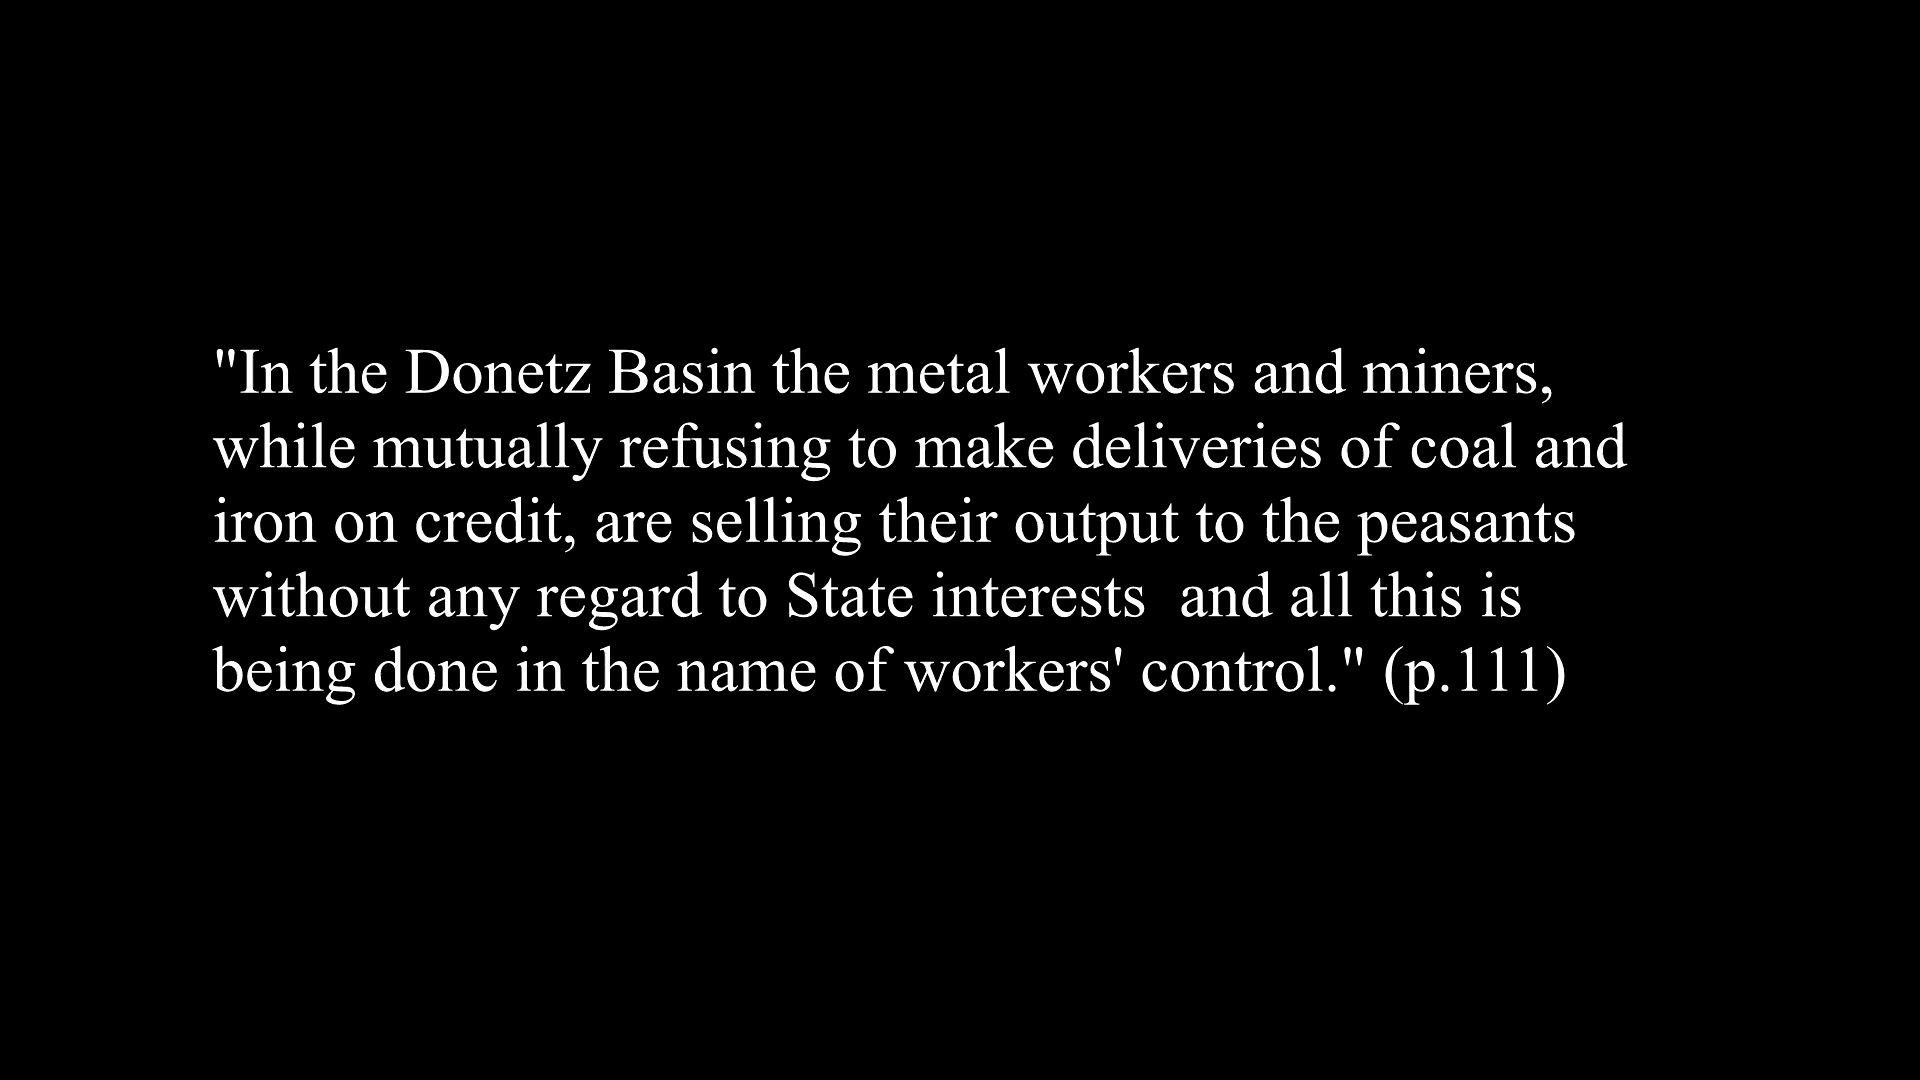 "In the Donetz Basin the metal workers and miners,
while mutually refusing to make deliveries of coal and
iron on credit, are selling their output to the peasants
without any regard to State interests  and all this is
being done in the name of workers' control." (p.111)